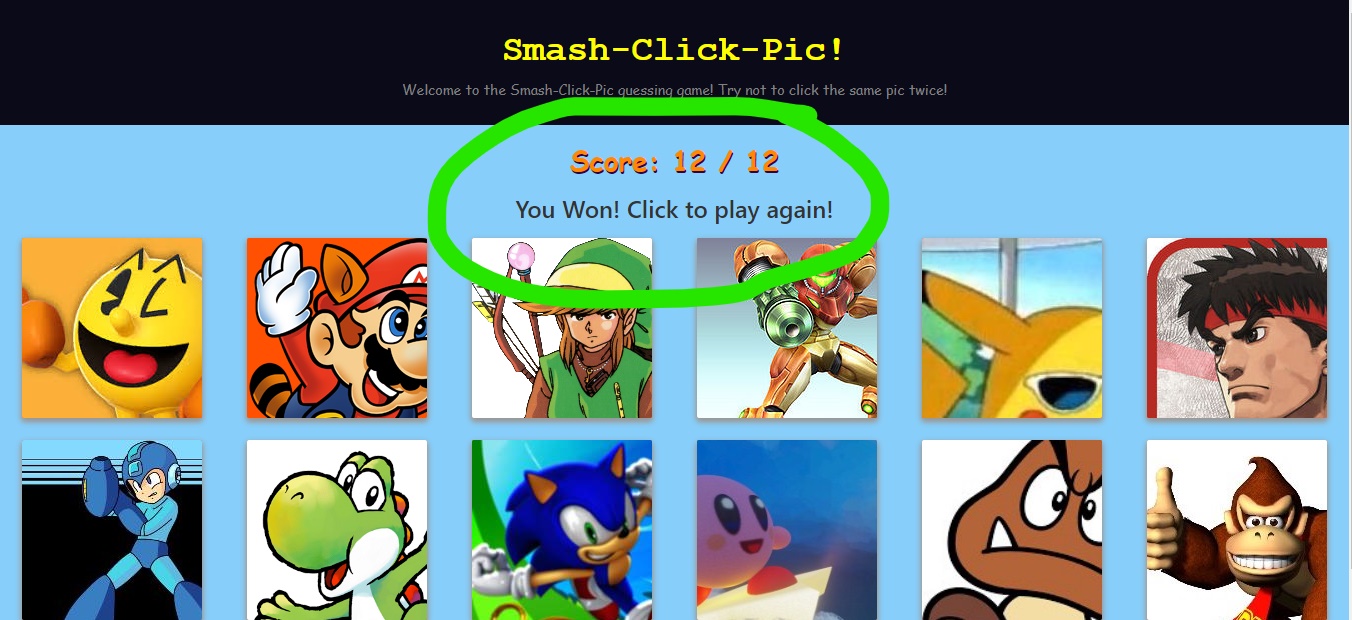 Smash-Click-Pic!
Welcome to the Smash-Click-Pic guessing game! Try not to click the same pic twice!
Score: 12 / 12
You Won! Click to play again!